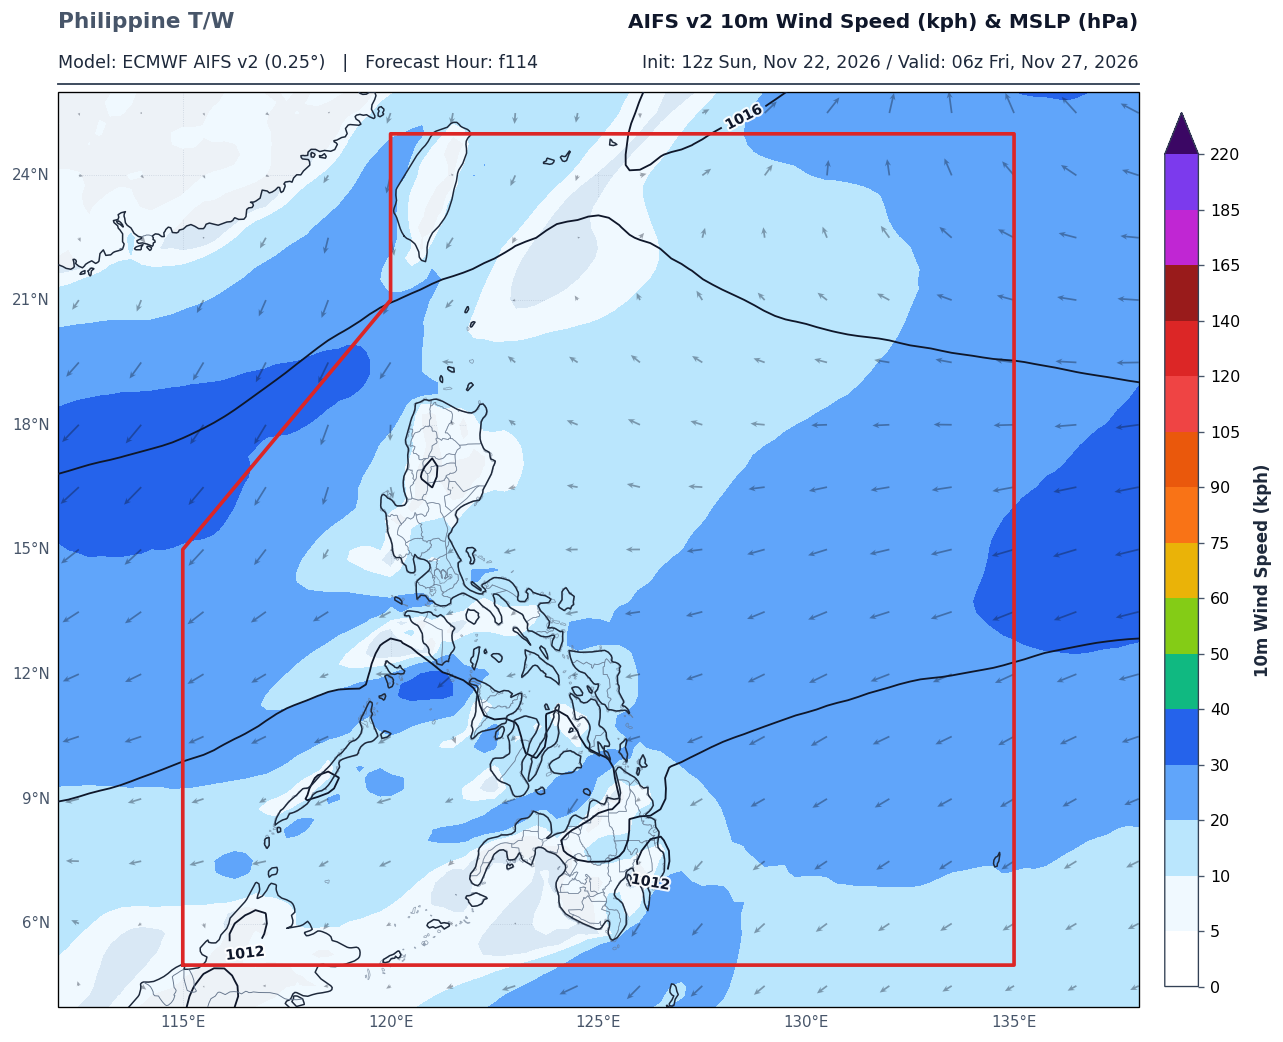 Philippine T/W
AIFS v2 10m Wind Speed (kph) & MSLP (hPa)
Model: ECMWF AIFS v2 (0.25°) | Forecast Hour: f114
Init: 12z Sun, Nov 22, 2026 / Valid: 06z Fri, Nov 27, 2026
1016
24°N
21°N
18°N
15°N
12°N
9°N
6°N
1012
1012
115°E
120°E
125°E
130°E
135°E
220
185
165
140
120
105
90
75
60
50
40
30
20
10
5
0
10m Wind Speed (kph)